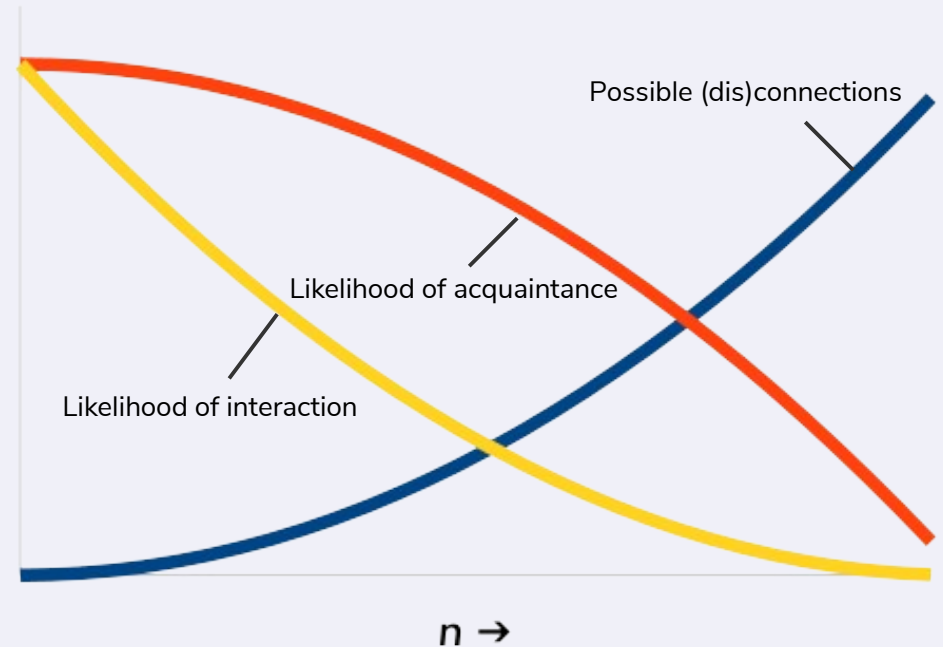 Possible (dis)connections
Likelihood of acquaintance
Likelihood of interaction
n →